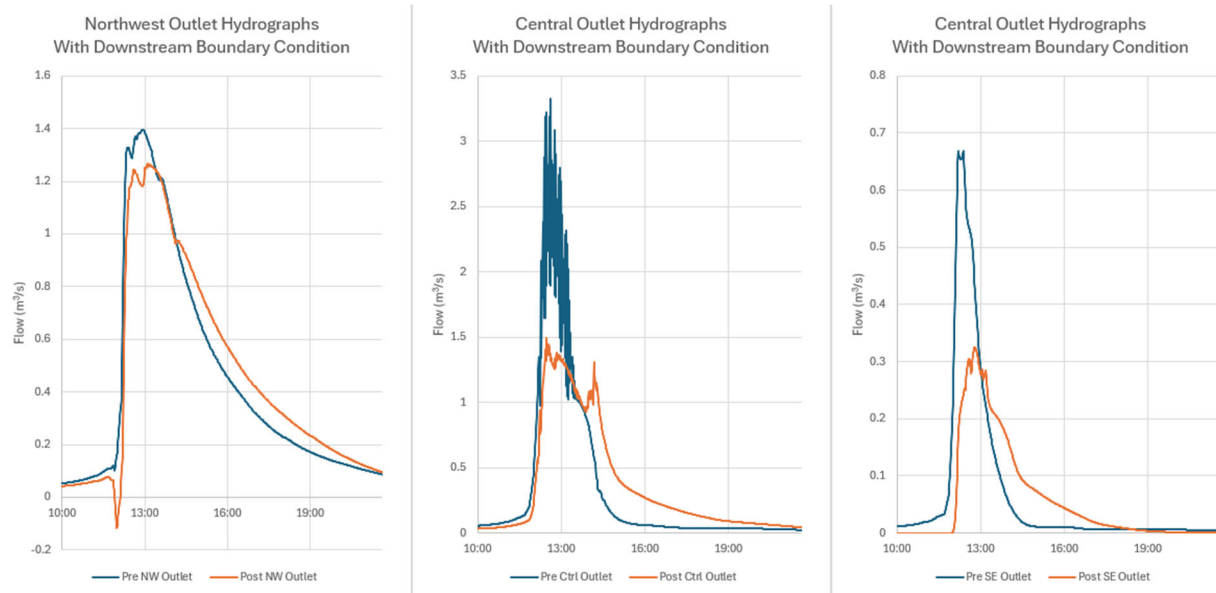 Northwest Outlet Hydrographs
With Downstream Boundary Condition
1.6
1.4
1.2
1
0.8
0.6
0.4
0.2
0
-0.2
Flow (m³/s)
10:00 13:00 16:00 19:00
Pre NW Outlet Post NW Outlet
Central Outlet Hydrographs
With Downstream Boundary Condition
3.5
3
2.5
2
1.5
1
0.5
0
Flow (m³/s)
10:00 13:00 16:00 19:00
Pre Ctrl Outlet Post Ctrl Outlet
Central Outlet Hydrographs
With Downstream Boundary Condition
0.8
0.7
0.6
0.5
0.4
0.3
0.2
0.1
0
Flow (m³/s)
10:00 13:00 16:00 19:00
Pre SE Outlet Post SE Outlet